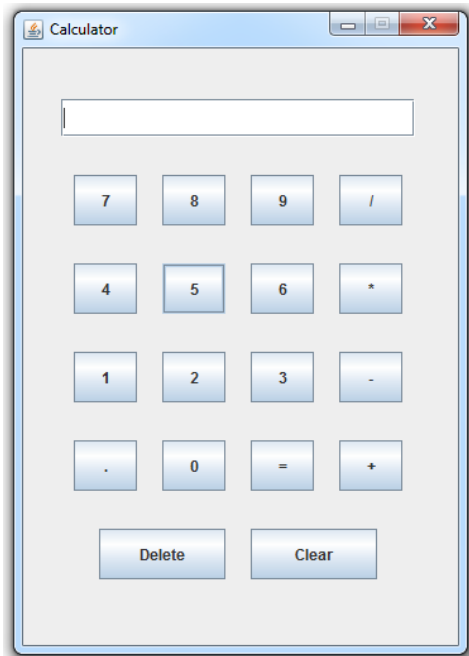 Calculator
7 8 9 /
4 5 6 *
1 2 3 -
. 0 = +
Delete Clear